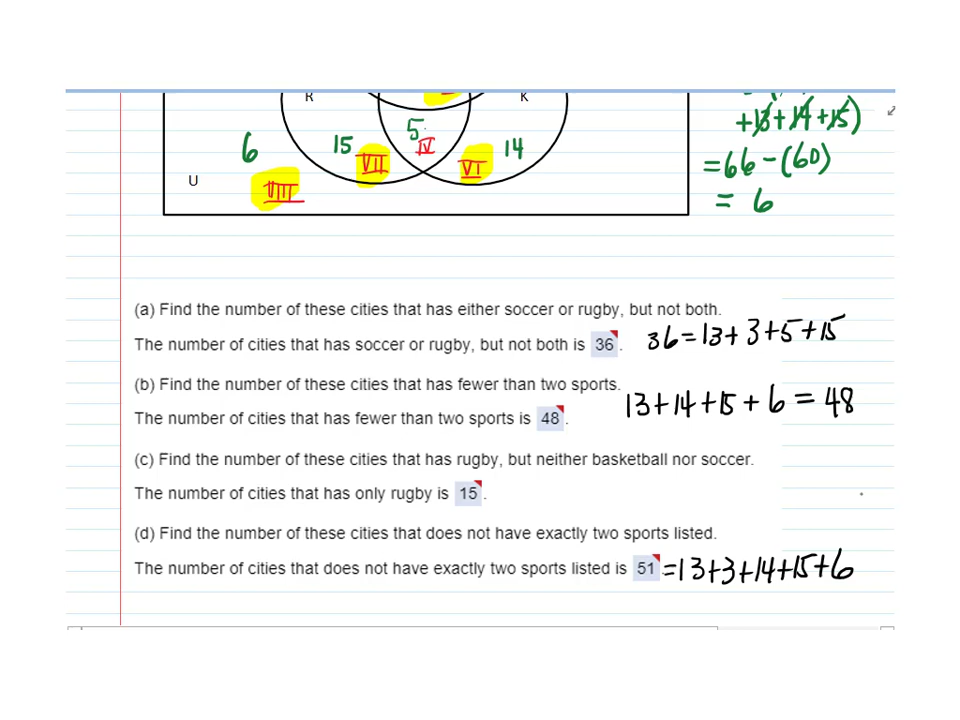 R K
+13+14+15)
5
IV
6 15 VII VI 14
=66-(60)
U VIII
= 6
(a) Find the number of these cities that has either soccer or rugby, but not both.
The number of cities that has soccer or rugby, but not both is 36. 36=13+3+5+15
(b) Find the number of these cities that has fewer than two sports.
The number of cities that has fewer than two sports is 48. 13+14+15+6=48
(c) Find the number of these cities that has rugby, but neither basketball nor soccer.
The number of cities that has only rugby is 15.
(d) Find the number of these cities that does not have exactly two sports listed.
The number of cities that does not have exactly two sports listed is 51 =13+3+14+15+6